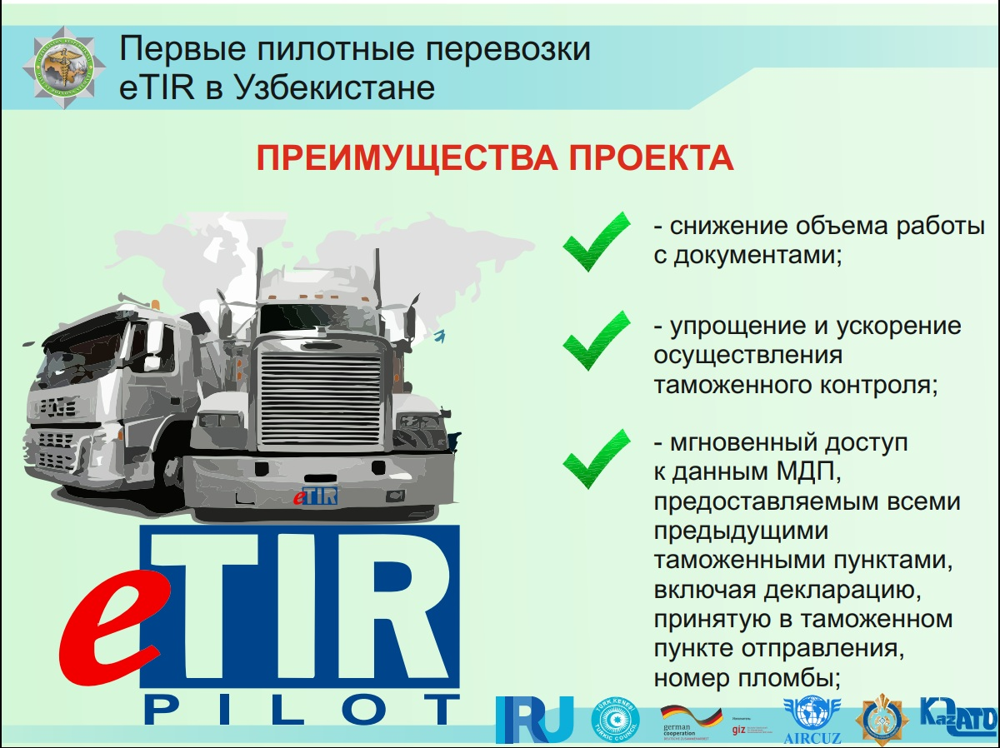 Первые пилотные перевозки
eTIR в Узбекистане
ПРЕИМУЩЕСТВА ПРОЕКТА
- снижение объема работы
с документами;
- упрощение и ускорение
осуществления
таможенного контроля;
- мгновенный доступ
к данным МДП,
предоставляемым всеми
предыдущими
таможенными пунктами,
включая декларацию,
принятую в таможенном
пункте отправления,
номер пломбы;
eTIR
eTIR
PILOT
IRU
TÜRK KENEŞİ
TURKIC COUNCIL
german
cooperation
DEUTSCHE ZUSAMMENARBEIT
giz
AIRCUZ
KazATO